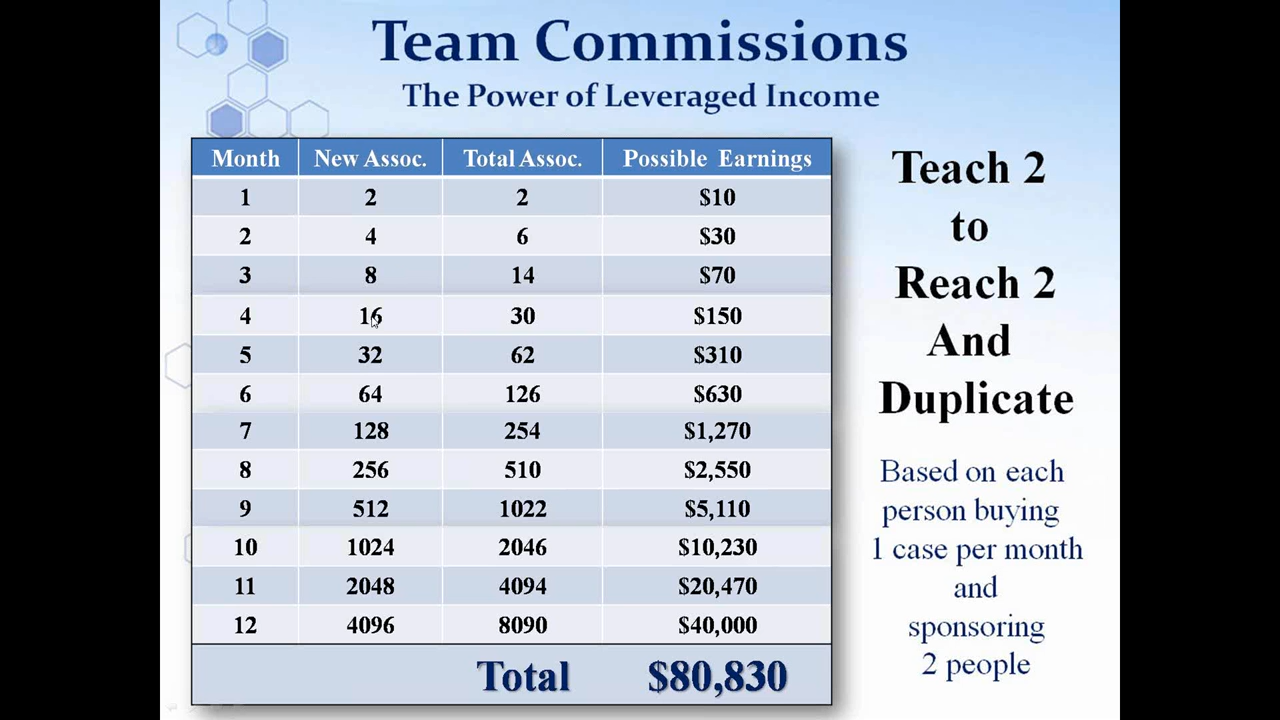 Team Commissions
The Power of Leveraged Income
Month New Assoc. Total Assoc. Possible Earnings
1 2 2 $10
2 4 6 $30
3 8 14 $70
4 16 30 $150
5 32 62 $310
6 64 126 $630
7 128 254 $1,270
8 256 510 $2,550
9 512 1022 $5,110
10 1024 2046 $10,230
11 2048 4094 $20,470
12 4096 8090 $40,000
Total $80,830
Teach 2
to
Reach 2
And
Duplicate
Based on each
person buying
1 case per month
and
sponsoring
2 people